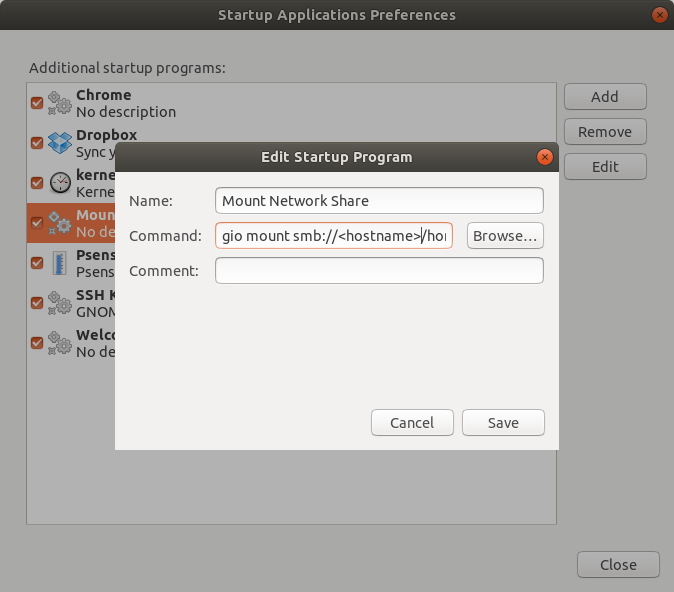 Startup Applications Preferences
Additional startup programs:
Chrome
No description
Add
Dropbox
Sync y
Remove
Edit
kerne
Kerne
Moun
No de
Psens
Psens
SSH K
GNOM
Welco
No de
Edit Startup Program
Name:
Mount Network Share
Command:
gio mount smb://<hostname>/hor
Browse...
Comment:
Cancel
Save
Close